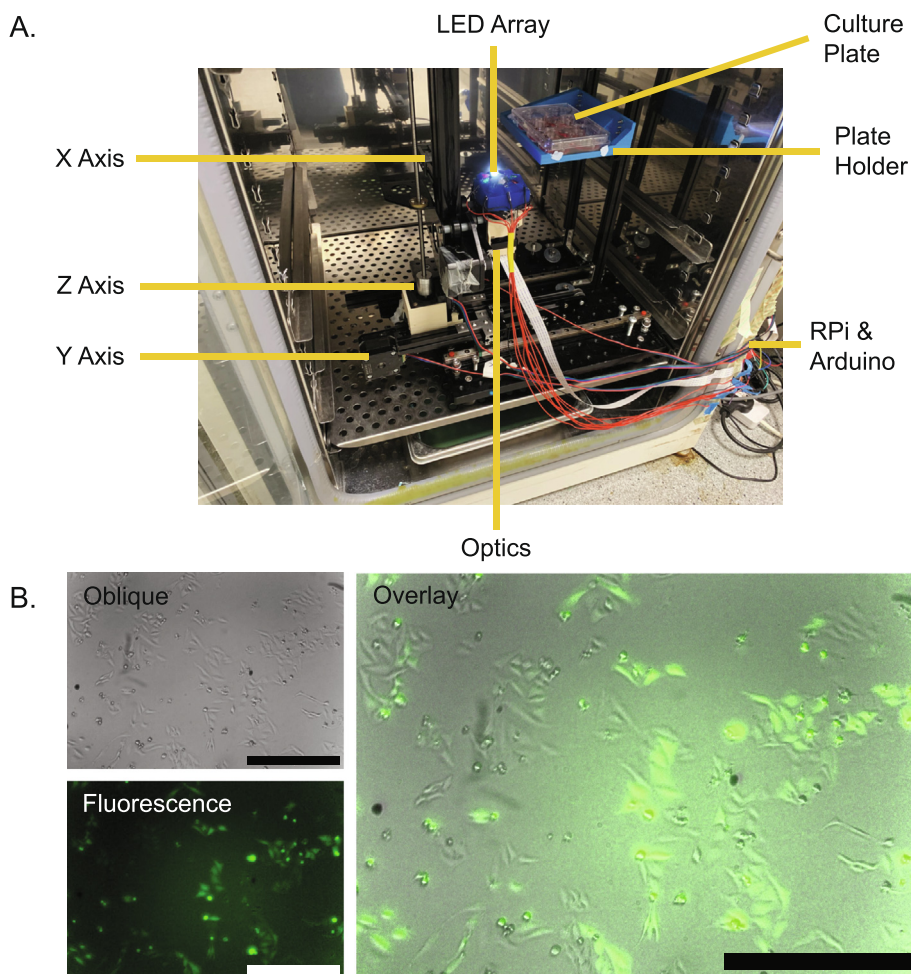 A.
LED Array
Culture
Plate
X Axis
Plate
Holder
Z Axis
Y Axis
RPi &
Arduino
Optics
B.
Oblique
Overlay
Fluorescence